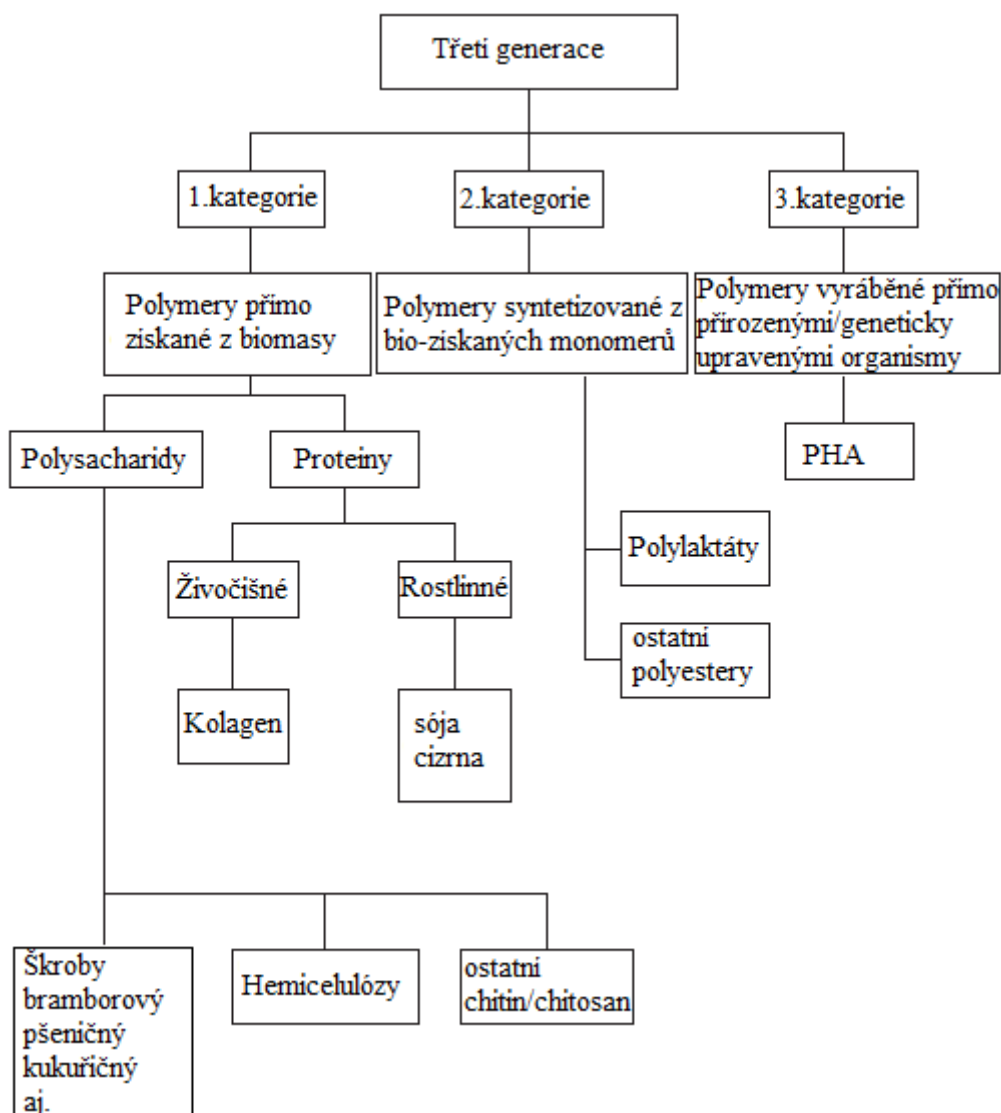 Třetí generace
1.kategorie
2.kategorie
3.kategorie
Polymery přímo
získané z biomasy
Polymery syntetizované z
bio-získaných monomerů
Polymery vyráběné přímo
přirozenými/geneticky
upravenými organismy
Polysacharidy
Proteiny
PHA
Polylaktáty
Živočišné
Rostlinné
ostatní
polyestery
Kolagen
sója
cizrna
Škroby
bramborový
pšeničný
kukuřičný
aj.
Hemicelulózy
ostatní
chitin/chitosan